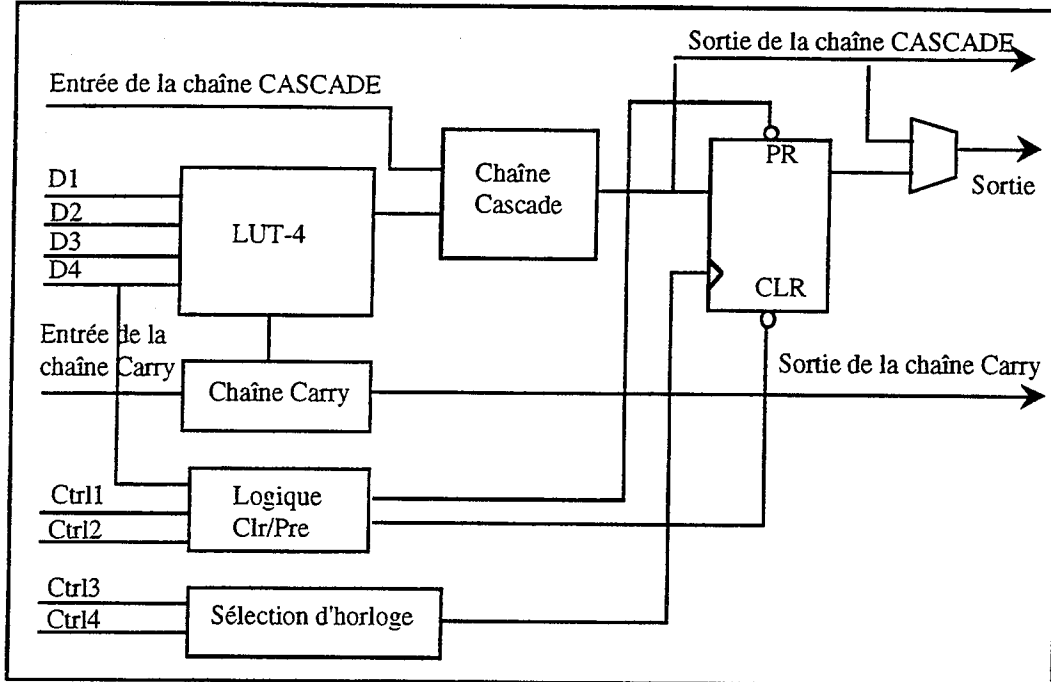 Sortie de la chaîne CASCADE
Entrée de la chaîne CASCADE
PR
Chaîne
Cascade
Sortie
D1
D2
D3
D4
LUT-4
CLR
Entrée de la
chaîne Carry
Chaîne Carry
Sortie de la chaîne Carry
Ctrl1
Ctrl2
Logique
Clr/Pre
Ctrl3
Ctrl4
Sélection d'horloge